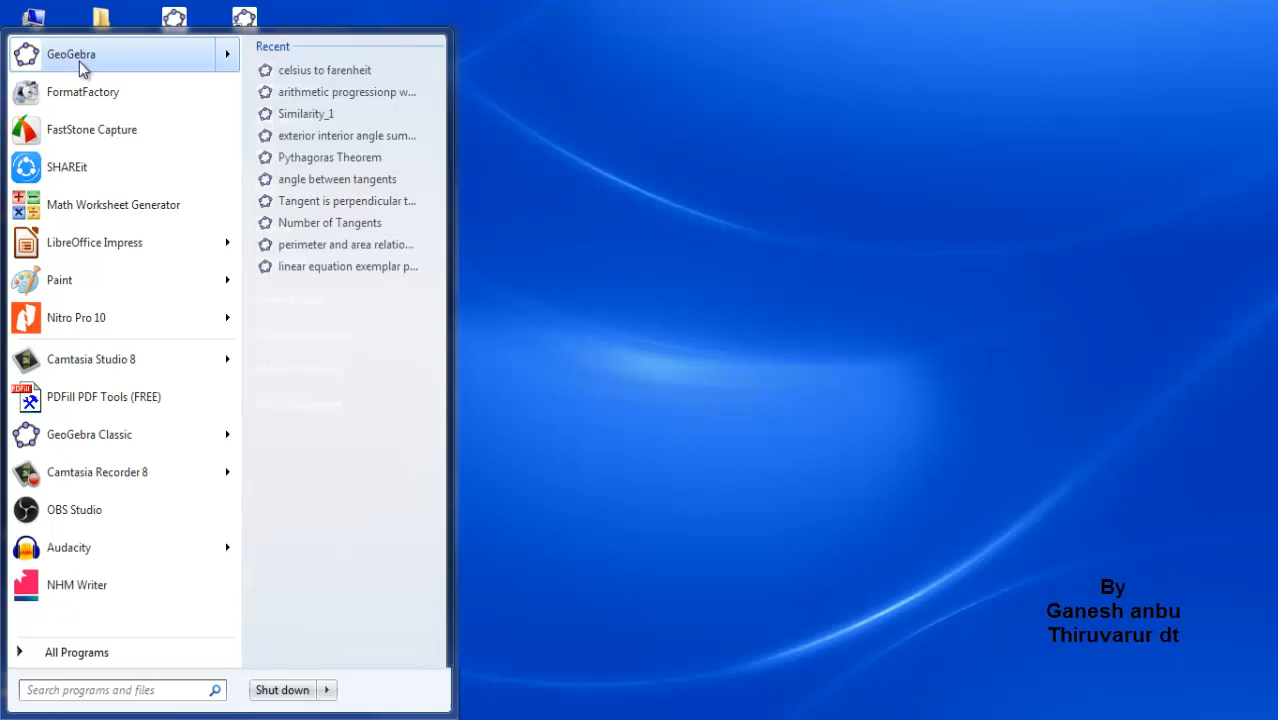 GeoGebra
FormatFactory
FastStone Capture
SHAREit
Math Worksheet Generator
LibreOffice Impress
Paint
Nitro Pro 10
Camtasia Studio 8
PDFill PDF Tools (FREE)
GeoGebra Classic
Camtasia Recorder 8
OBS Studio
Audacity
NHM Writer
All Programs
Search programs and files
Shut down
Recent
celsius to farenheit
arithmetic progressionp w...
Similarity_1
exterior interior angle sum...
Pythagoras Theorem
angle between tangents
Tangent is perpendicular t...
Number of Tangents
perimeter and area relatio...
linear equation exemplar p...
By
Ganesh anbu
Thiruvarur dt